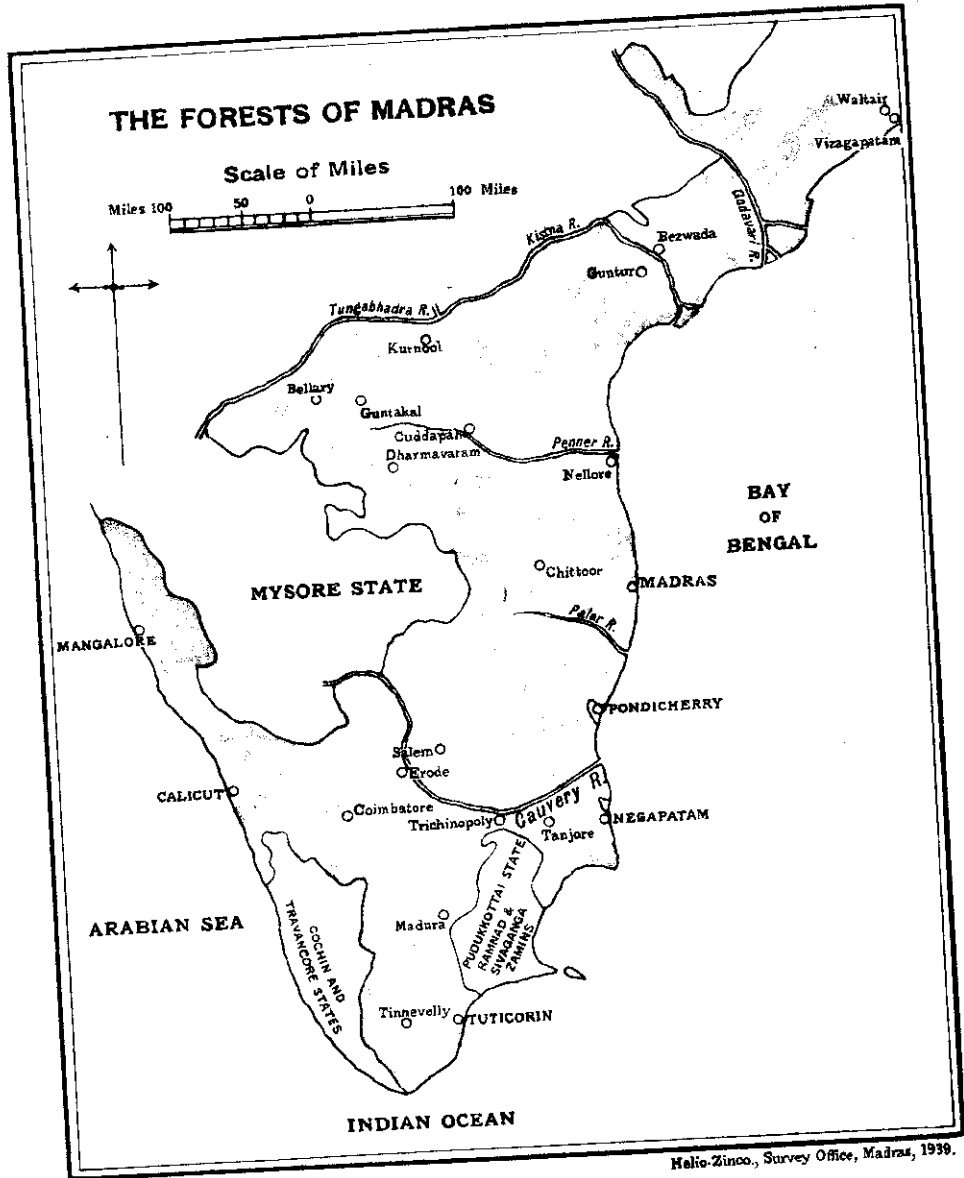 THE FORESTS OF MADRAS
Scale of Miles
Miles 100 50 0 100 Miles
Waltair
Vizagapatam
Godavari R.
Kistna R.
Bezwada
Guntur
Tungabhadra R.
Kurnool
Bellary
Guntakal
Cuddapah
Dharmavaram
Penner R.
Nellore
BAY
OF
BENGAL
Chittoor
MADRAS
MYSORE STATE
Palar R.
MANGALORE
PONDICHERRY
Salem
Erode
CALICUT
Coimbatore
Trichinopoly
Cauvery R.
Tanjore
NEGAPATAM
ARABIAN SEA
COCHIN AND
TRAVANCORE STATES
Madura
PUDUKKOTTAI STATE
RAMNAD &
SIVAGANGA
ZAMINS
Tinnevelly
TUTICORIN
INDIAN OCEAN
Helio-Zinco., Survey Office, Madras, 1939.